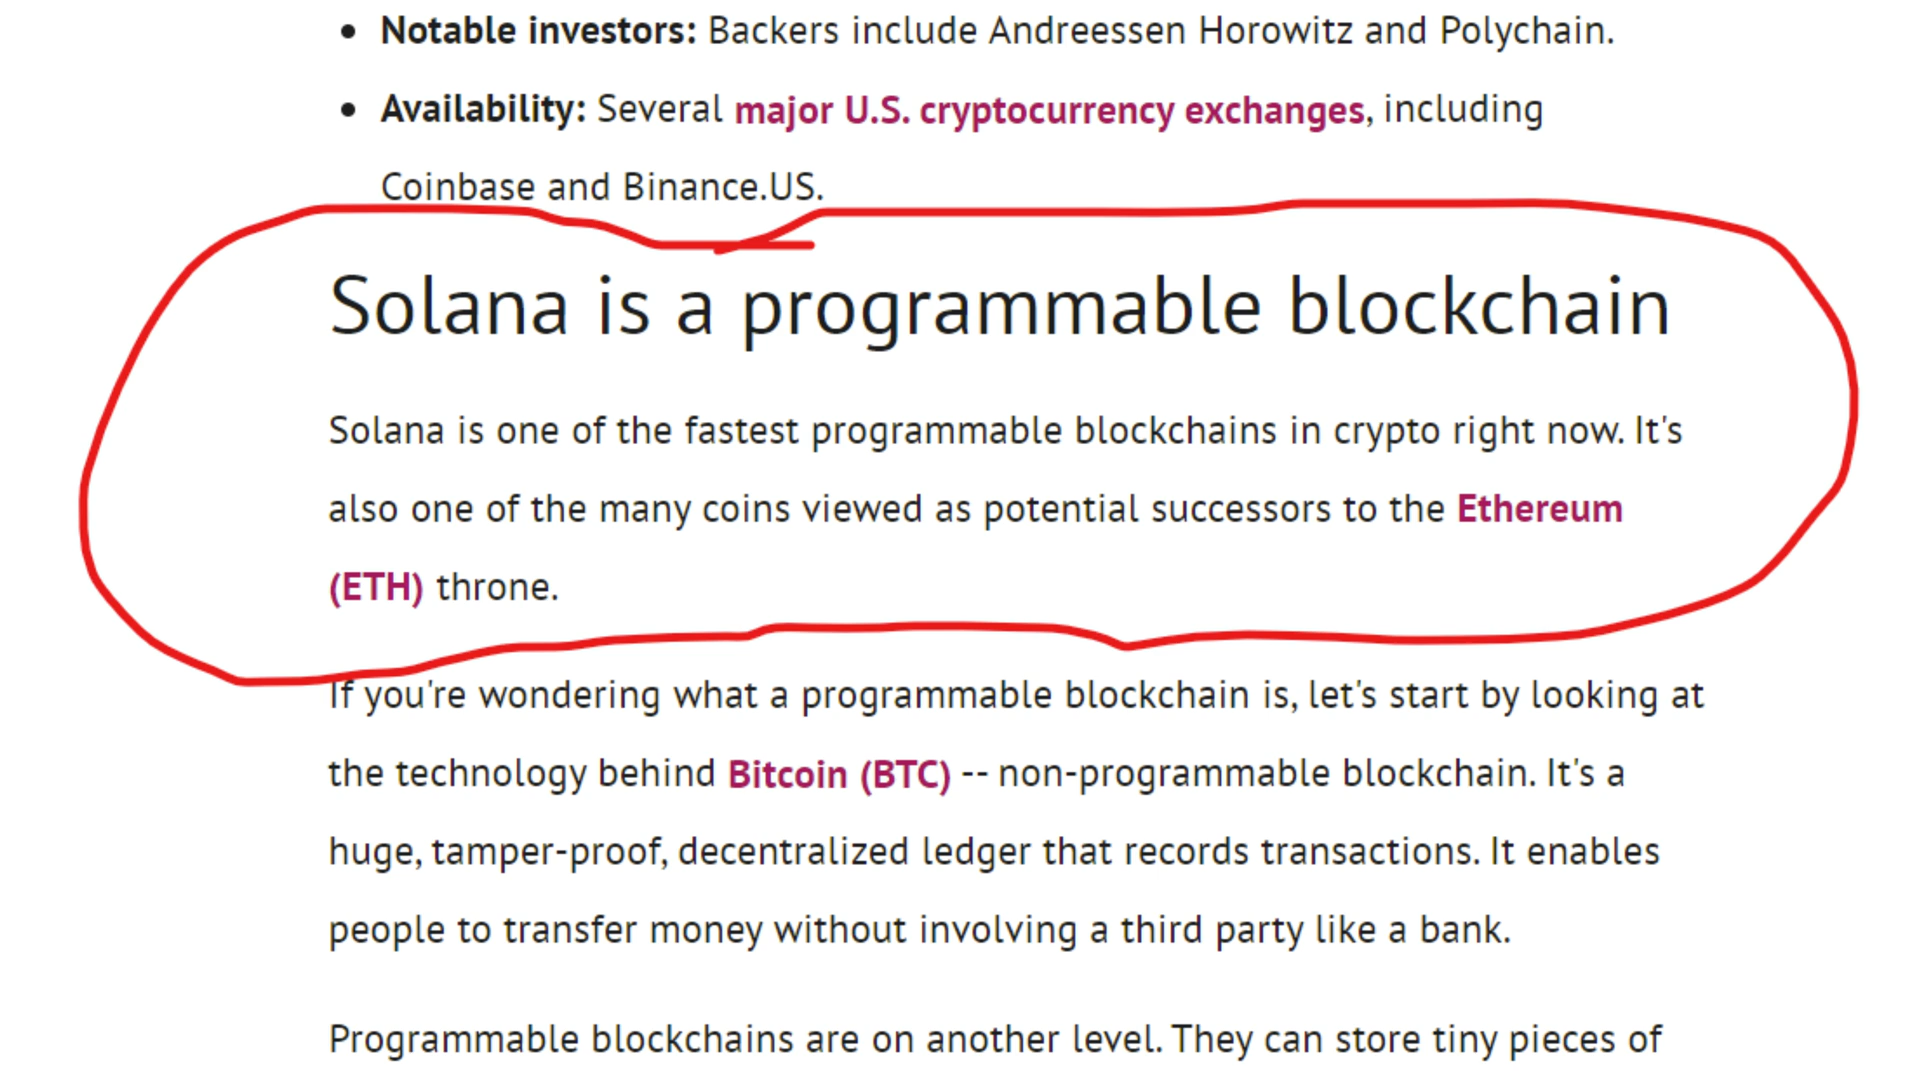 • Notable investors: Backers include Andreessen Horowitz and Polychain.
• Availability: Several major U.S. cryptocurrency exchanges, including
Coinbase and Binance.US.
Solana is a programmable blockchain
Solana is one of the fastest programmable blockchains in crypto right now. It's
also one of the many coins viewed as potential successors to the Ethereum
(ETH) throne.
If you're wondering what a programmable blockchain is, let's start by looking at
the technology behind Bitcoin (BTC) -- non-programmable blockchain. It's a
huge, tamper-proof, decentralized ledger that records transactions. It enables
people to transfer money without involving a third party like a bank.
Programmable blockchains are on another level. They can store tiny pieces of